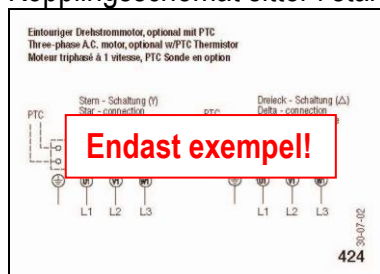 Kopplingsschemat sitter i star
Eintouriger Drehstrommotor, optional mit PTC
Three-phase A.C. motor, optional w/PTC Thermistor
Moteur triphasé à 1 vitesse, PTC Sonde en option
Stern - Schaltung (Y) Dreieck - Schaltung (△)
PTC Star - connection PTC Delta - connection
Endast exempel!
U1 V1 W1 U1 V1 W1
L1 L2 L3 L1 L2 L3
30-07-02
424